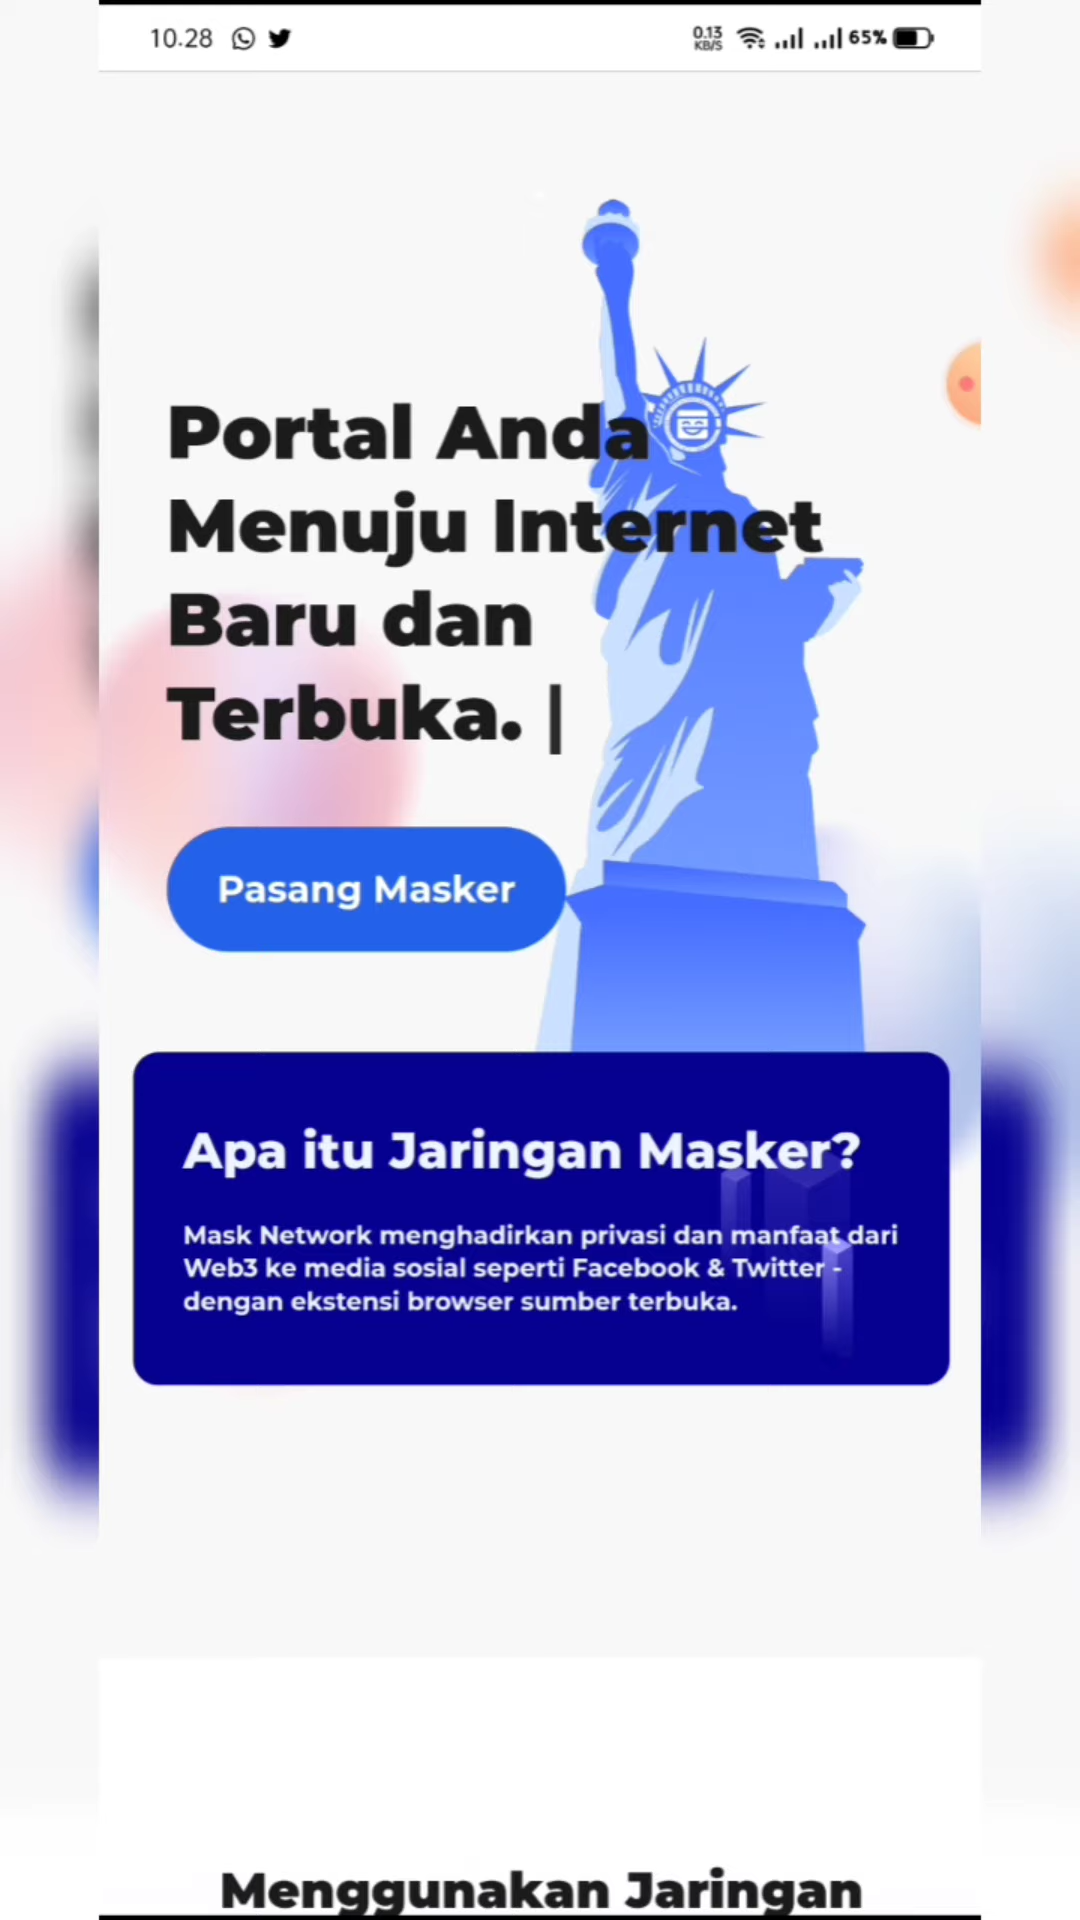 10.28
0.13
KB/S
65%
Portal Anda
Menuju Internet
Baru dan
Terbuka. |
Pasang Masker
Apa itu Jaringan Masker?
Mask Network menghadirkan privasi dan manfaat dari
Web3 ke media sosial seperti Facebook & Twitter -
dengan ekstensi browser sumber terbuka.
Menggunakan Jaringan